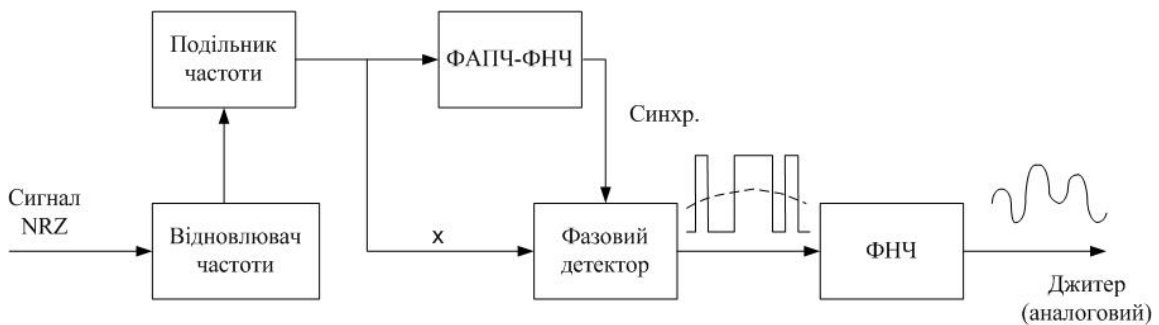 Подільник
частоти
ФАПЧ-ФНЧ
Синхр.
Сигнал
NRZ
Відновлювач
частоти
x
Фазовий
детектор
ФНЧ
Джитер
(аналоговий)